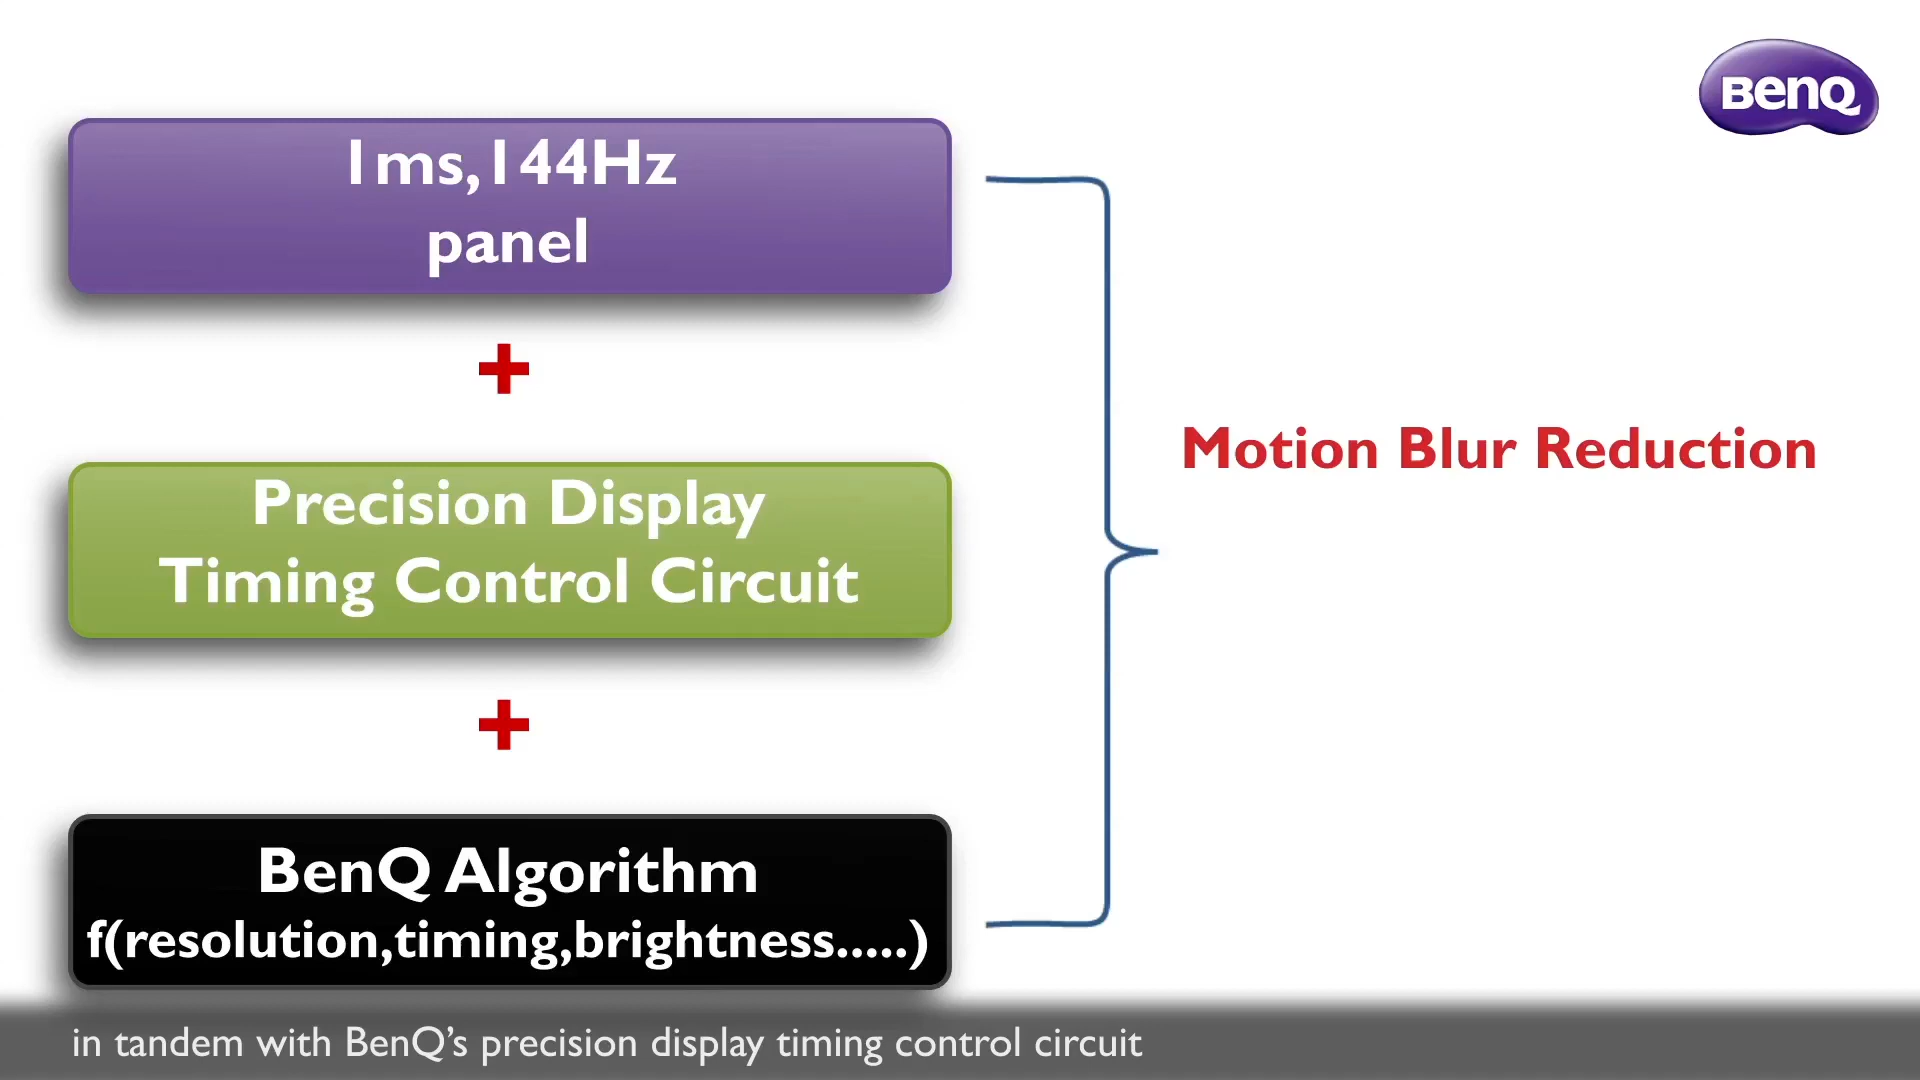 BenQ
1ms,144Hz
panel
+
Precision Display
Timing Control Circuit
+
BenQ Algorithm
f(resolution,timing,brightness.....)
Motion Blur Reduction
in tandem with BenQ’s precision display timing control circuit